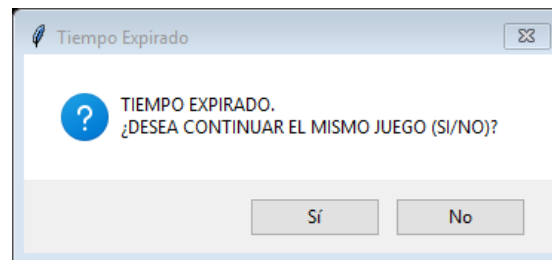 Tiempo Expirado
TIEMPO EXPIRADO.
¿DESEA CONTINUAR EL MISMO JUEGO (SI/NO)?
Sí
No